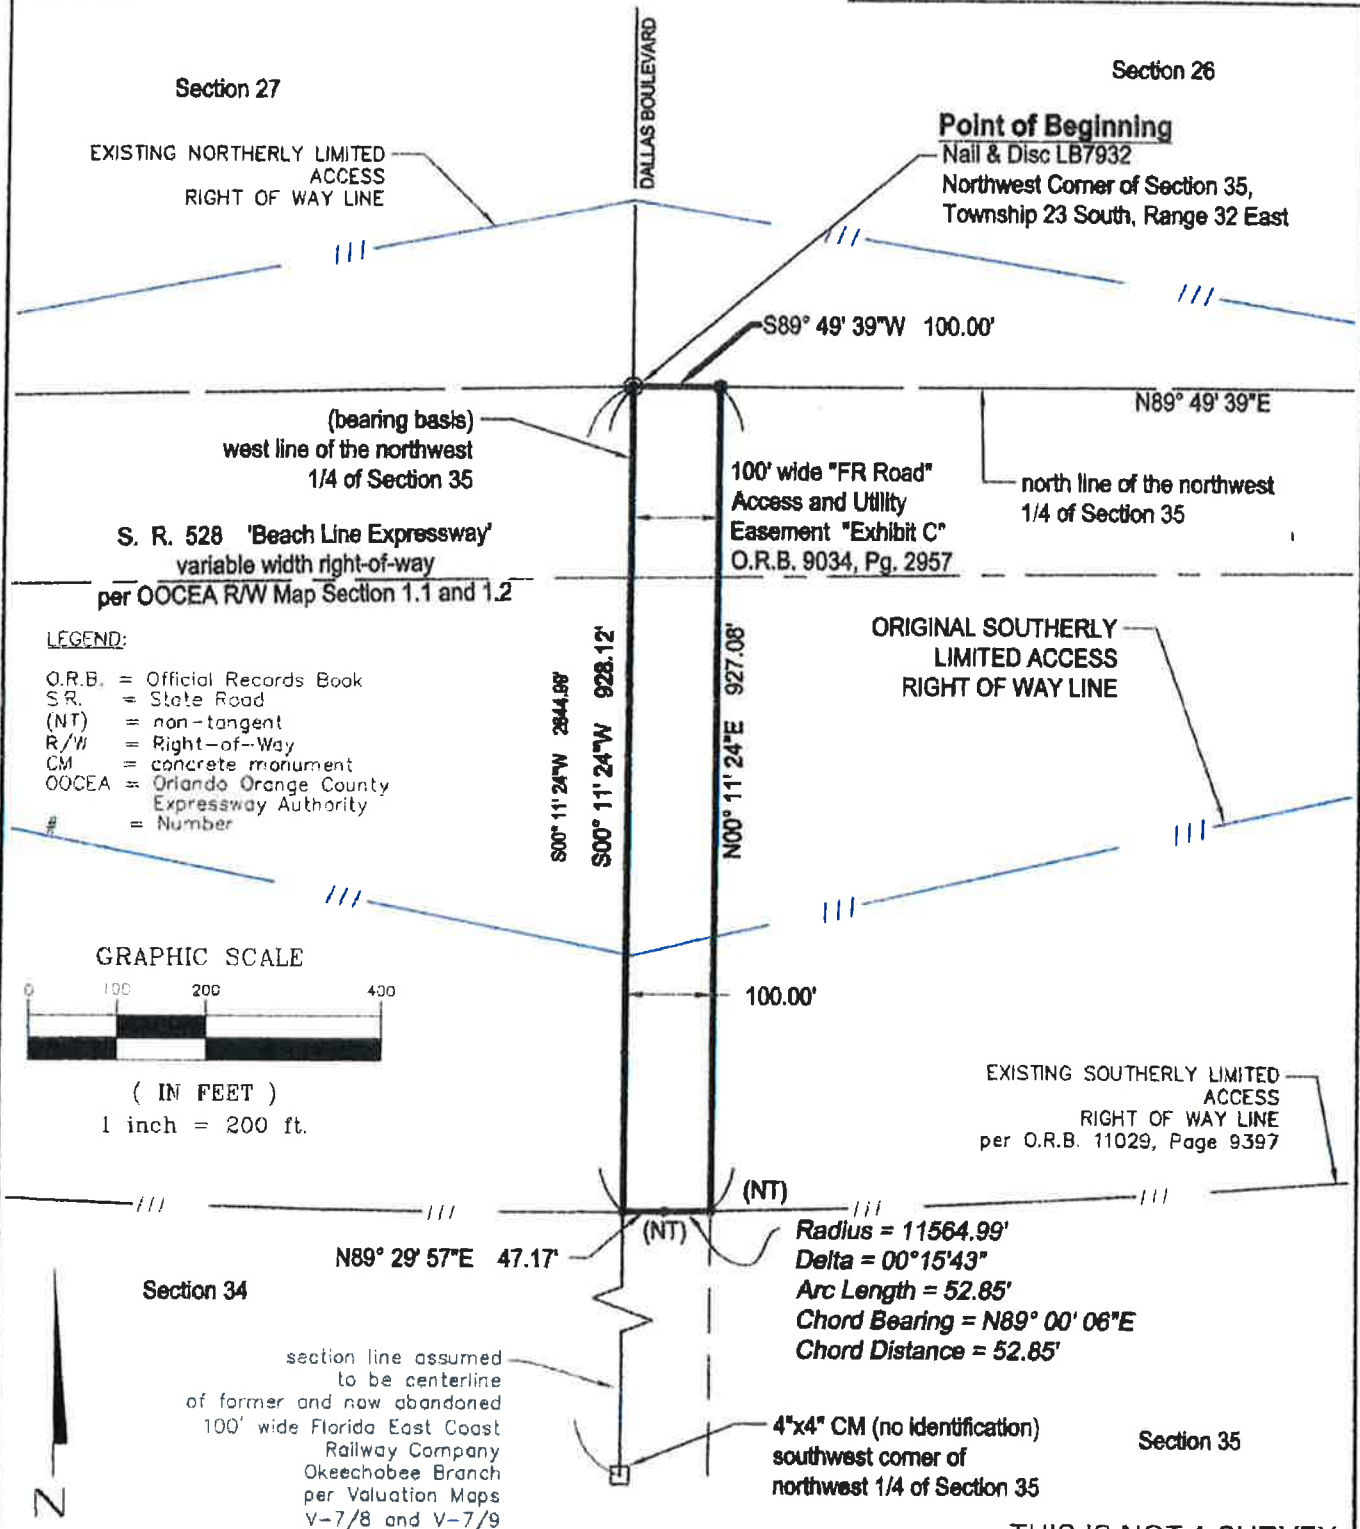 DALLAS BOULEVARD
Section 27
Section 26
EXISTING NORTHERLY LIMITED
ACCESS
RIGHT OF WAY LINE
Point of Beginning
Nail & Disc LB7932
Northwest Corner of Section 35,
Township 23 South, Range 32 East
S89° 49' 39"W 100.00'
N89° 49' 39"E
(bearing basis)
west line of the northwest
1/4 of Section 35
100' wide "FR Road"
Access and Utility
Easement "Exhibit C"
O.R.B. 9034, Pg. 2957
north line of the northwest
1/4 of Section 35
S. R. 528 'Beach Line Expressway'
variable width right-of-way
per OOCEA R/W Map Section 1.1 and 1.2
LEGEND:
O.R.B. = Official Records Book
S.R. = State Road
(NT) = non-tangent
R/W = Right-of-Way
CM = concrete monument
OOCEA = Orlando Orange County
Expressway Authority
# = Number
S00° 11' 24"W 2644.99'
S00° 11' 24"W 928.12'
N00° 11' 24"E 927.08'
ORIGINAL SOUTHERLY
LIMITED ACCESS
RIGHT OF WAY LINE
GRAPHIC SCALE
0 100 200 400
( IN FEET )
1 inch = 200 ft.
100.00'
EXISTING SOUTHERLY LIMITED
ACCESS
RIGHT OF WAY LINE
per O.R.B. 11029, Page 9397
(NT)
(NT)
N89° 29' 57"E 47.17'
Radius = 11564.99'
Delta = 00°15'43"
Arc Length = 52.85'
Chord Bearing = N89° 00' 06"E
Chord Distance = 52.85'
Section 34
section line assumed
to be centerline
of former and now abandoned
100' wide Florida East Coast
Railway Company
Okeechobee Branch
per Valuation Maps
V-7/8 and V-7/9
4"x4" CM (no identification)
southwest corner of
northwest 1/4 of Section 35
Section 35
N
THIS IS NOT A SURVEY